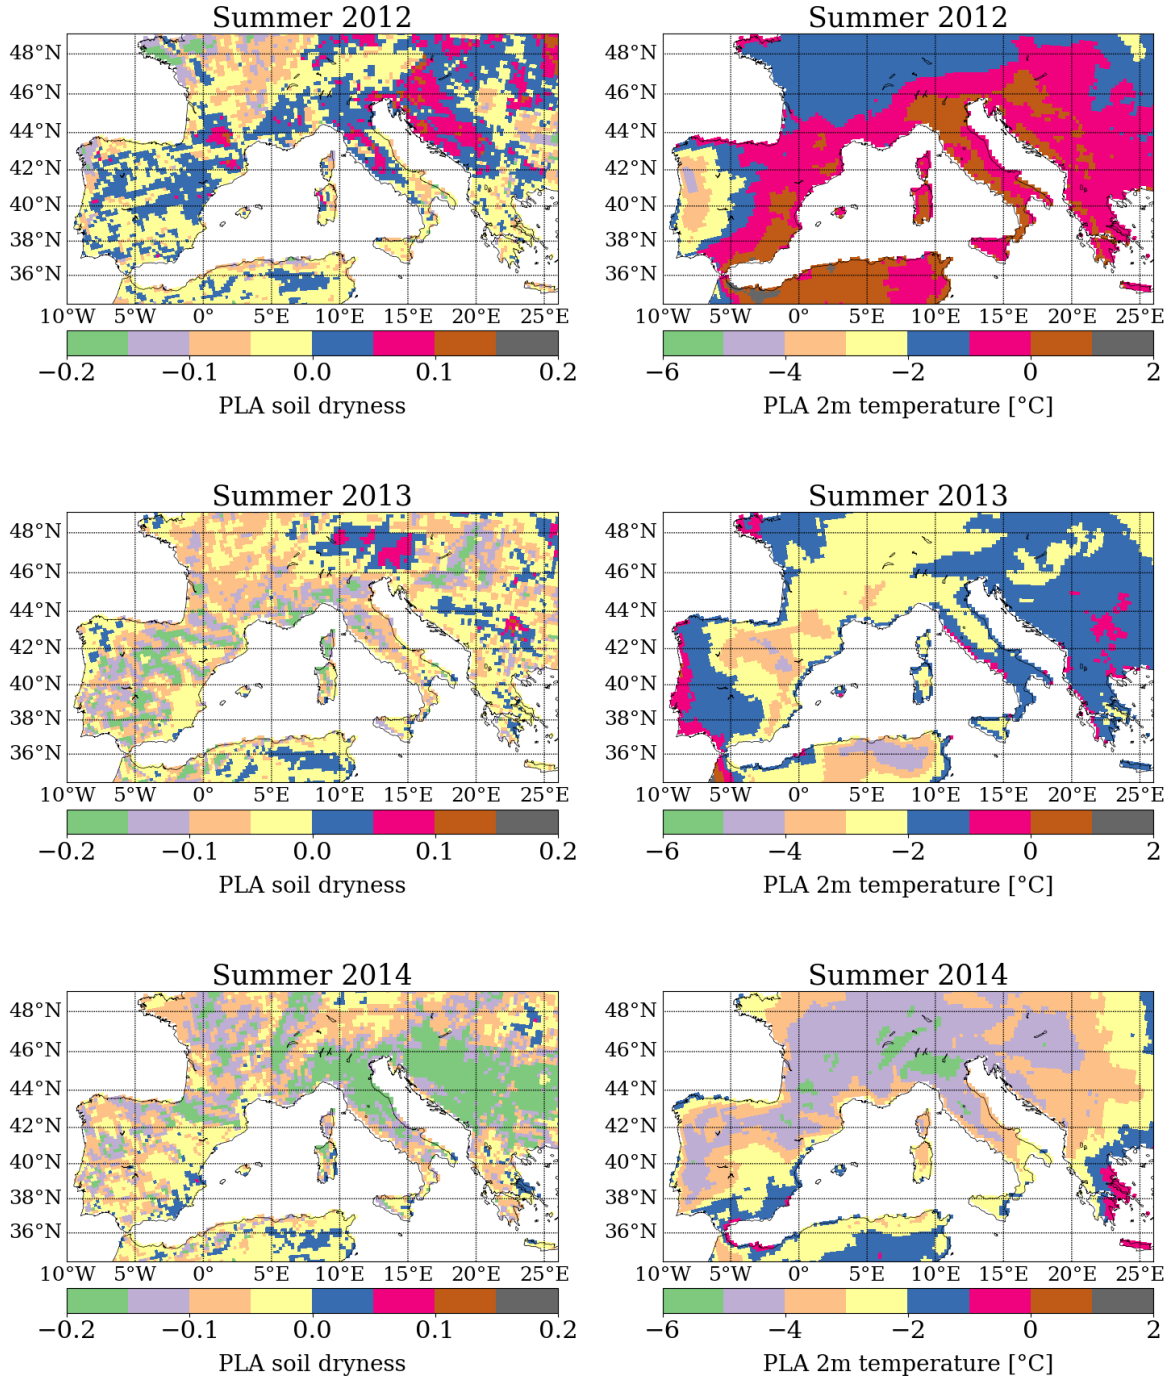 Summer 2012
48°N
46°N
44°N
42°N
40°N
38°N
36°N
10°W 5°W 0° 5°E 10°E 15°E 20°E 25°E
−0.2 −0.1 0.0 0.1 0.2
PLA soil dryness
Summer 2012
48°N
46°N
44°N
42°N
40°N
38°N
36°N
10°W 5°W 0° 5°E 10°E 15°E 20°E 25°E
−6 −4 −2 0 2
PLA 2m temperature [°C]
Summer 2013
48°N
46°N
44°N
42°N
40°N
38°N
36°N
10°W 5°W 0° 5°E 10°E 15°E 20°E 25°E
−0.2 −0.1 0.0 0.1 0.2
PLA soil dryness
Summer 2013
48°N
46°N
44°N
42°N
40°N
38°N
36°N
10°W 5°W 0° 5°E 10°E 15°E 20°E 25°E
−6 −4 −2 0 2
PLA 2m temperature [°C]
Summer 2014
48°N
46°N
44°N
42°N
40°N
38°N
36°N
10°W 5°W 0° 5°E 10°E 15°E 20°E 25°E
−0.2 −0.1 0.0 0.1 0.2
PLA soil dryness
Summer 2014
48°N
46°N
44°N
42°N
40°N
38°N
36°N
10°W 5°W 0° 5°E 10°E 15°E 20°E 25°E
−6 −4 −2 0 2
PLA 2m temperature [°C]